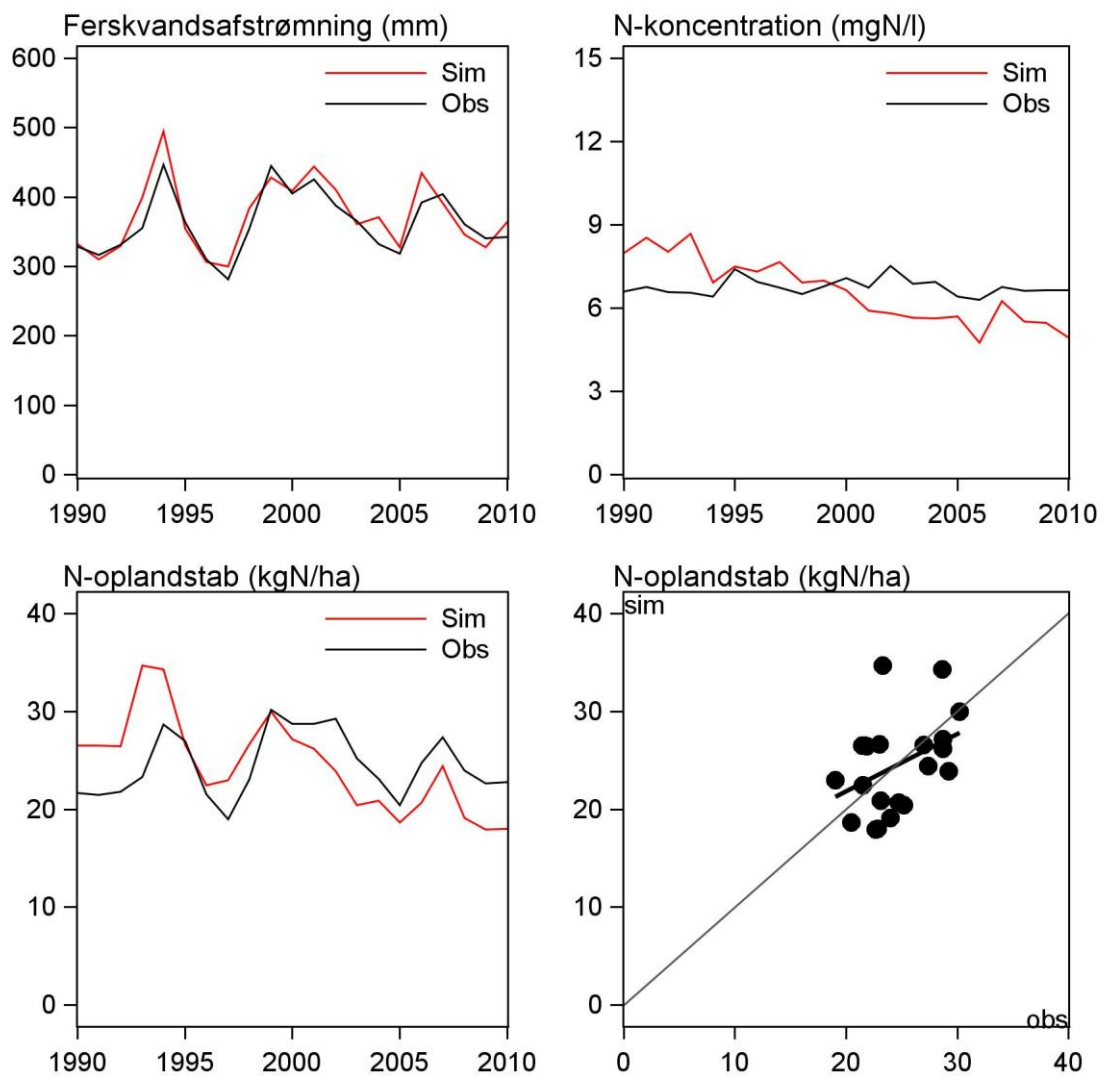 Ferskvandsafstrømning (mm)
600
500
400
300
200
100
0
Sim
Obs
1990 1995 2000 2005 2010
N-koncentration (mgN/l)
15
12
9
6
3
0
Sim
Obs
1990 1995 2000 2005 2010
N-oplandstab (kgN/ha)
40
30
20
10
0
Sim
Obs
1990 1995 2000 2005 2010
N-oplandstab (kgN/ha)
sim
40
30
20
10
0
obs
0 10 20 30 40